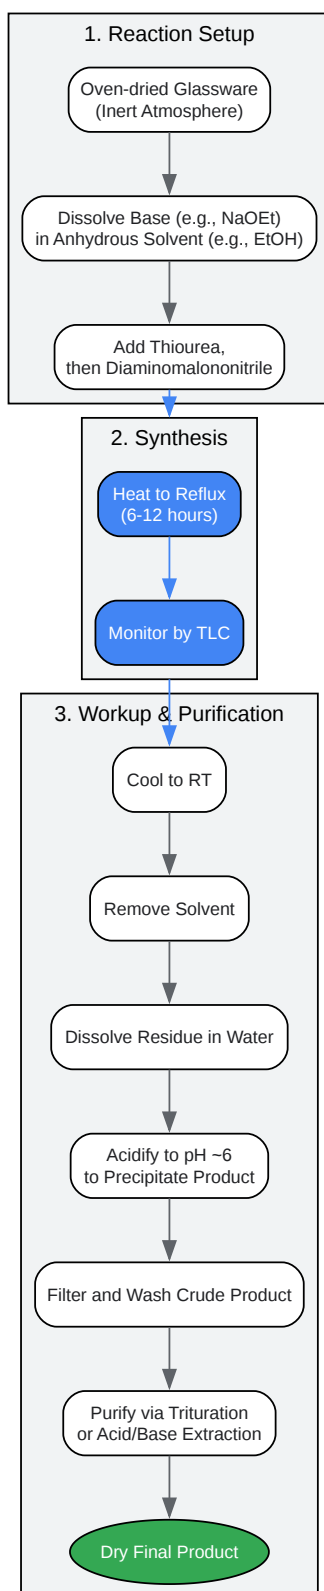 1. Reaction Setup
Oven-dried Glassware
(Inert Atmosphere)
Dissolve Base (e.g., NaOEt)
in Anhydrous Solvent (e.g., EtOH)
Add Thiourea,
then Diaminomalononitrile
2. Synthesis
Heat to Reflux
(6-12 hours)
Monitor by TLC
3. Workup & Purification
Cool to RT
Remove Solvent
Dissolve Residue in Water
Acidify to pH ~6
to Precipitate Product
Filter and Wash Crude Product
Purify via Trituration
or Acid/Base Extraction
Dry Final Product